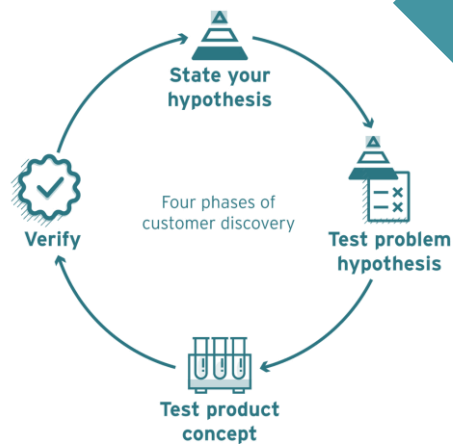 State your
hypothesis
Four phases of
customer discovery
Verify
Test problem
hypothesis
Test product
concept